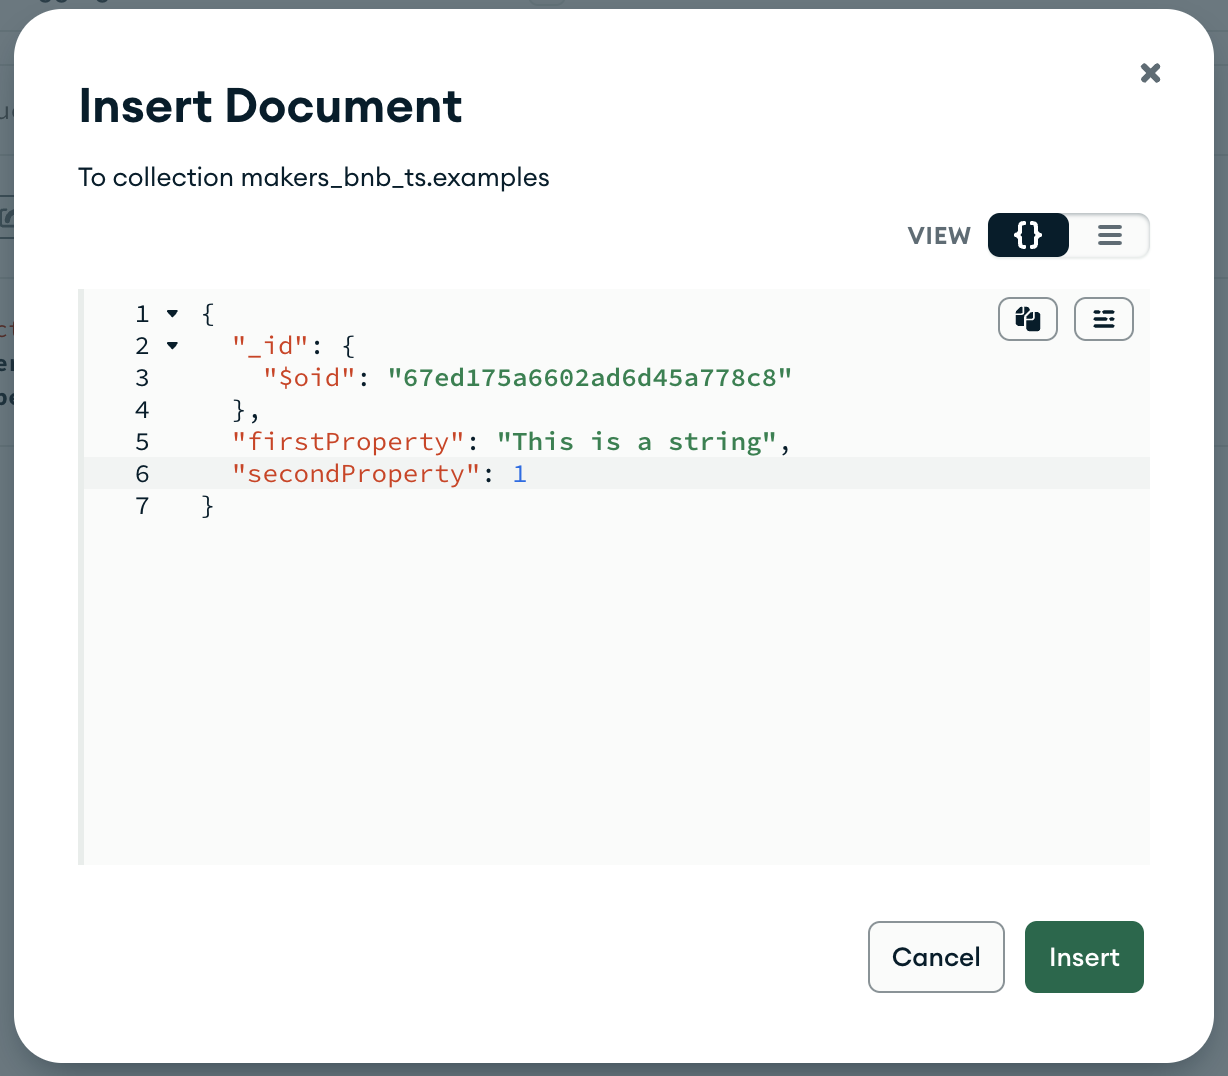 Insert Document
To collection makers_bnb_ts.examples
VIEW {}
1 {
2 "_id": {
3 "$oid": "67ed175a6602ad6d45a778c8"
4 },
5 "firstProperty": "This is a string",
6 "secondProperty": 1
7 }
Cancel Insert